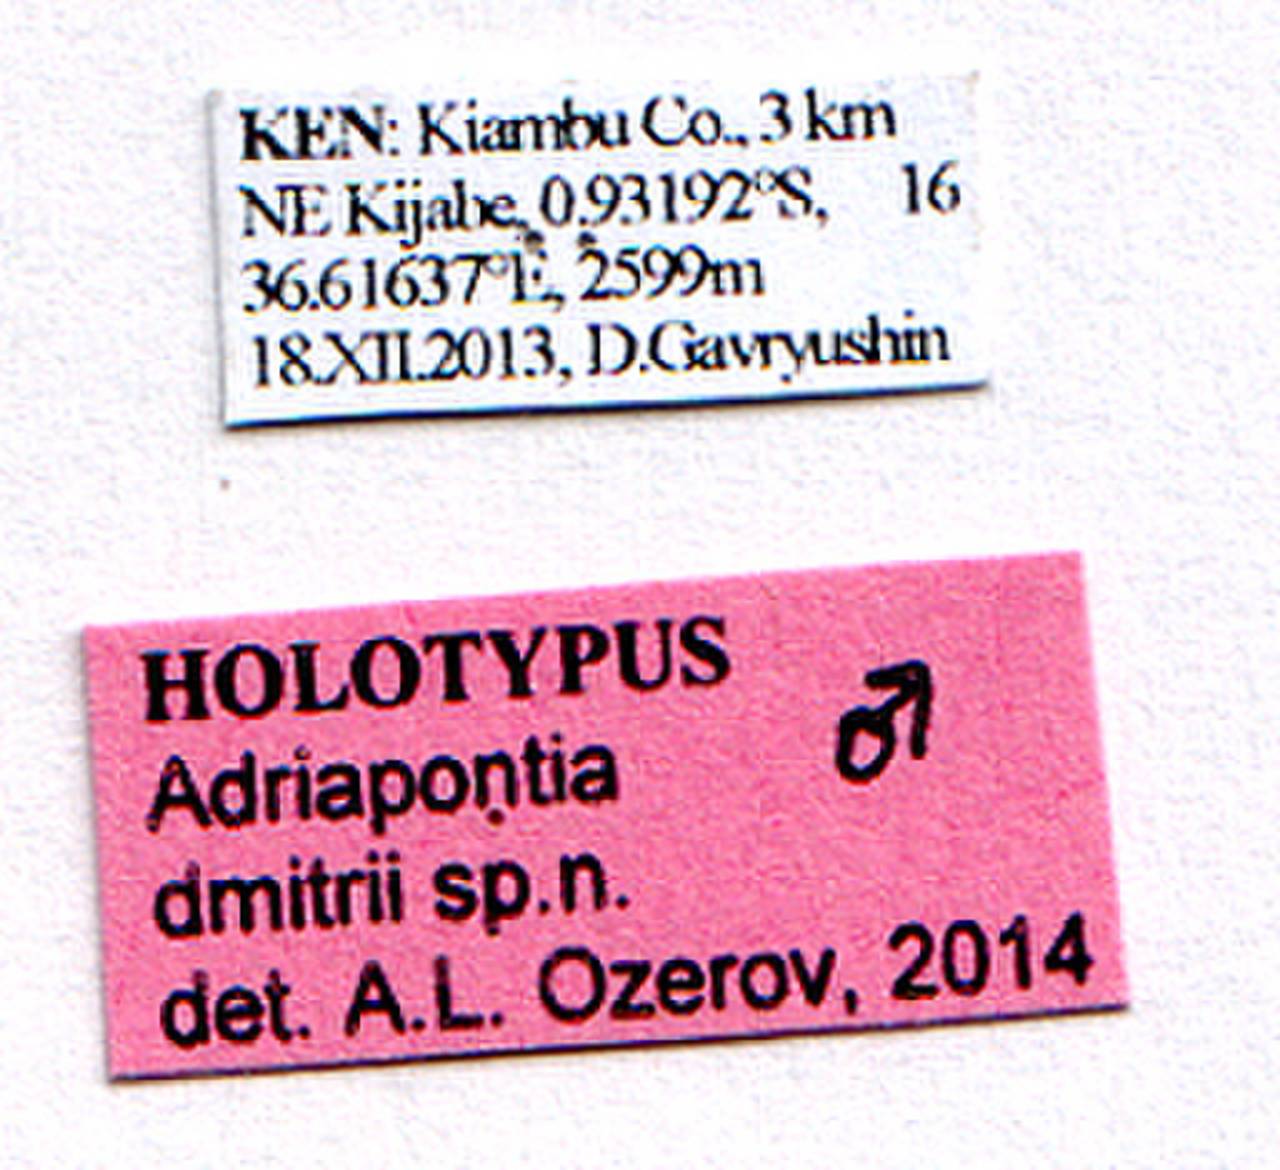 KEN: Kiambu Co., 3 km
NE Kijabe, 0.93192°S, 16
36.61637°E, 2599m
18.XII.2013, D.Gavryushin
HOLOTYPUS ♂
Adriapontia
dmitrii sp.n.
det. A.L. Ozerov, 2014